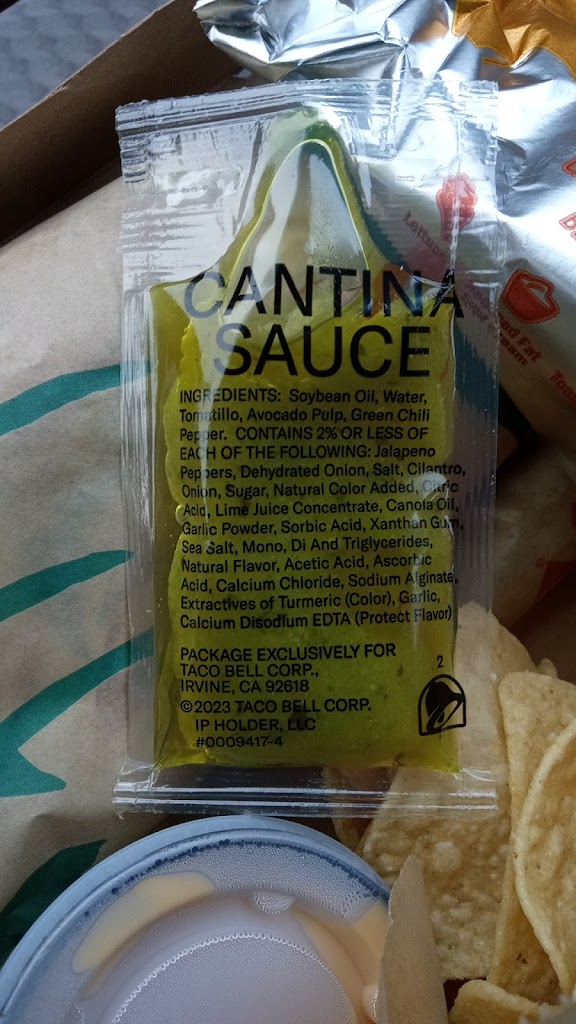 CANTINA
SAUCE
INGREDIENTS: Soybean Oil, Water,
Tomatillo, Avocado Pulp, Green Chili
Pepper. CONTAINS 2% OR LESS OF
EACH OF THE FOLLOWING: Jalapeno
Peppers, Dehydrated Onion, Salt, Cilantro,
Onion, Sugar, Natural Color Added, Citric
Acid, Lime Juice Concentrate, Canola Oil,
Garlic Powder, Sorbic Acid, Xanthan Gum,
Sea Salt, Mono, Di And Triglycerides,
Natural Flavor, Acetic Acid, Ascorbic
Acid, Calcium Chloride, Sodium Alginate,
Extractives of Turmeric (Color), Garlic,
Calcium Disodium EDTA (Protect Flavor)
PACKAGE EXCLUSIVELY FOR
TACO BELL CORP.,
IRVINE, CA 92618
2
©2023 TACO BELL CORP.
IP HOLDER, LLC
#0009417-4
Lettuce
Fat
Cream